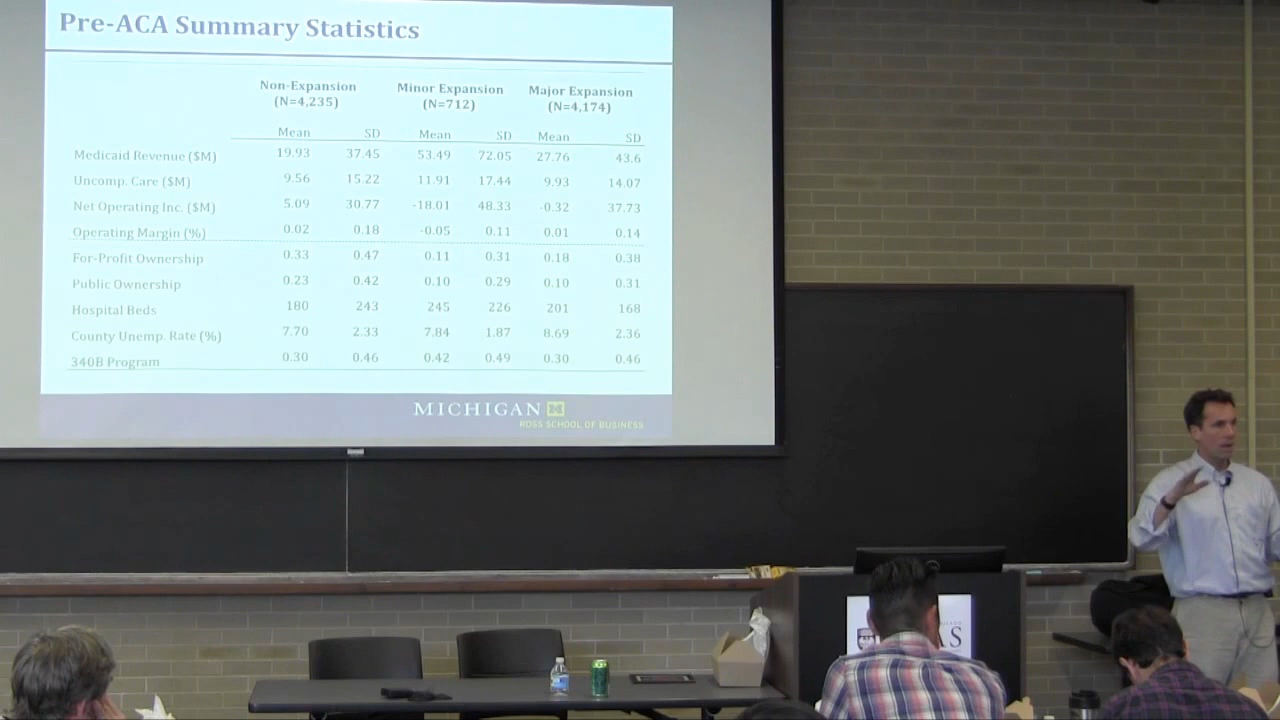 Pre-ACA Summary Statistics
Non-Expansion Minor Expansion Major Expansion
(N=4,235) (N=712) (N=4,174)
Mean SD Mean SD Mean SD
Medicaid Revenue ($M) 19.93 37.45 53.49 72.05 27.76 43.6
Uncomp. Care ($M) 9.56 15.22 11.91 17.44 9.93 14.07
Net Operating Inc. ($M) 5.09 30.77 -18.01 48.33 -0.32 37.73
Operating Margin (%) 0.02 0.18 -0.05 0.11 0.01 0.14
For-Profit Ownership 0.33 0.47 0.11 0.31 0.18 0.38
Public Ownership 0.23 0.42 0.10 0.29 0.10 0.31
Hospital Beds 180 243 245 226 201 168
County Unemp. Rate (%) 7.70 2.33 7.84 1.87 8.69 2.36
340B Program 0.30 0.46 0.42 0.49 0.30 0.46
MICHIGAN
ROSS SCHOOL OF BUSINESS